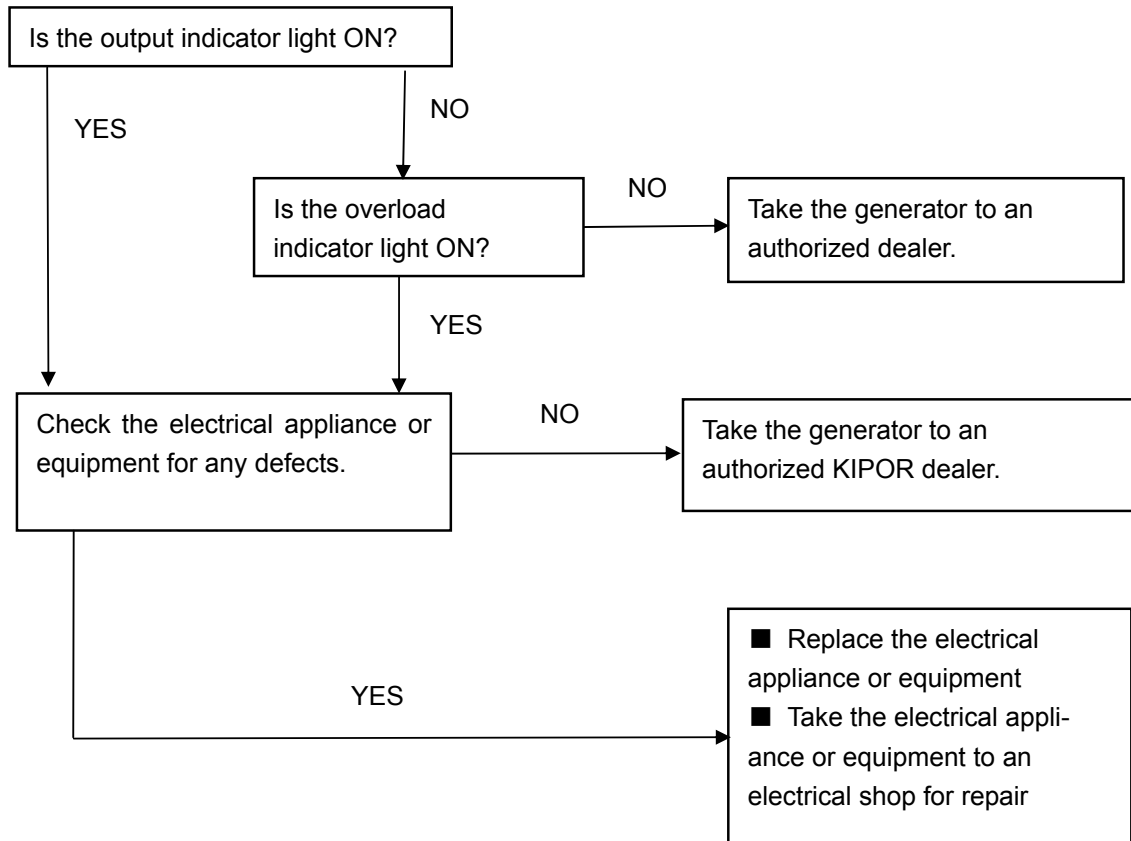 Is the output indicator light ON?
YES
NO
Is the overload
indicator light ON?
NO
Take the generator to an
authorized dealer.
YES
Check the electrical appliance or
equipment for any defects.
NO
Take the generator to an
authorized KIPOR dealer.
YES
■ Replace the electrical
appliance or equipment
■ Take the electrical appli-
ance or equipment to an
electrical shop for repair